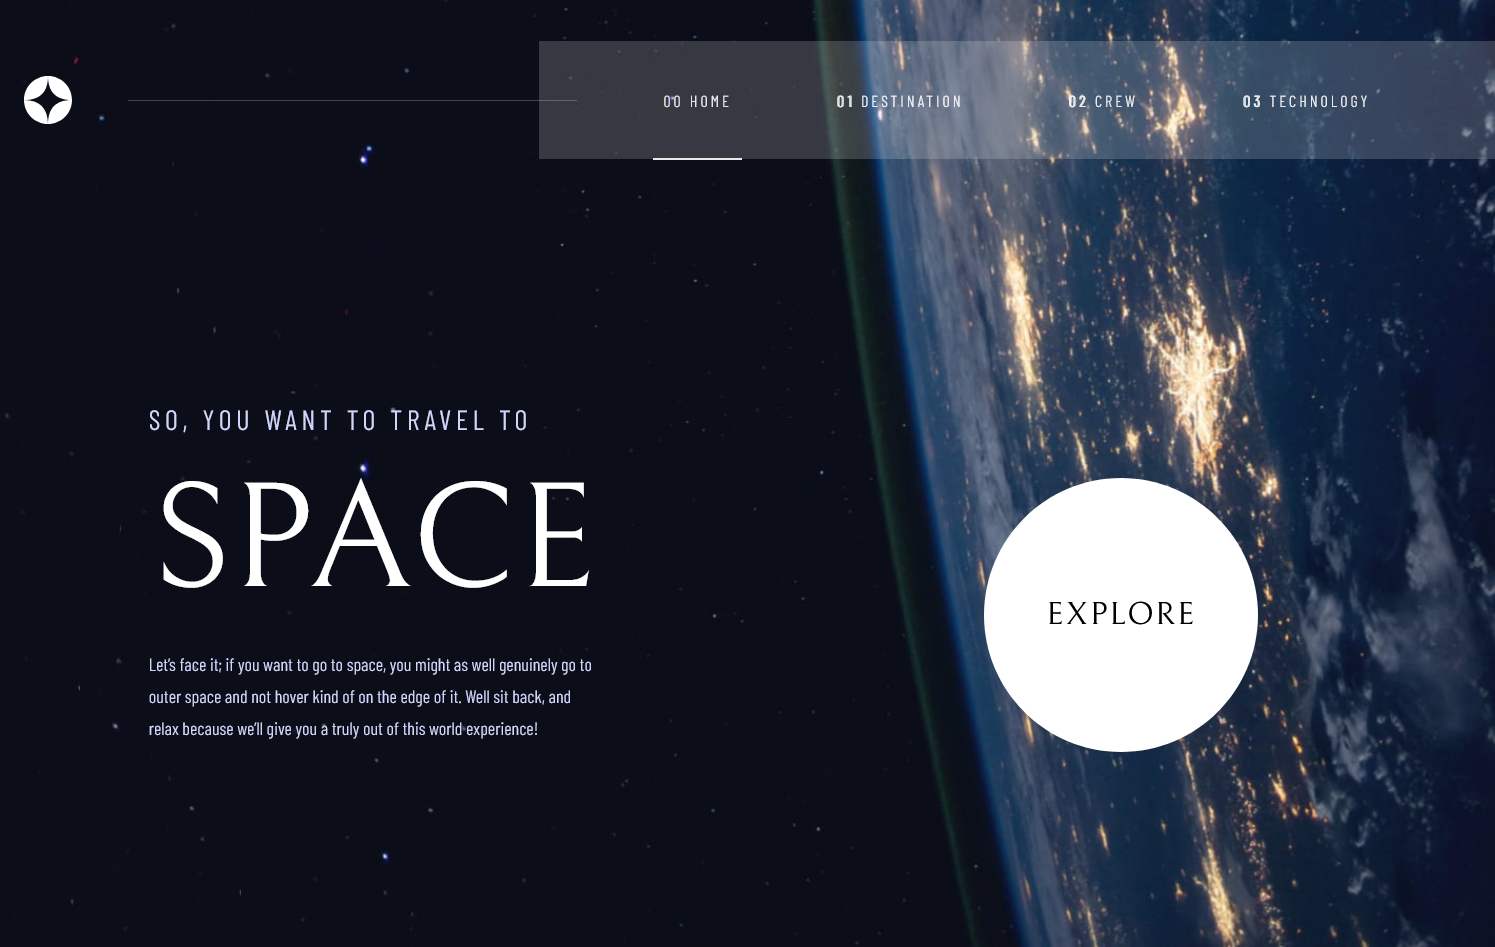 00 HOME
01 DESTINATION
02 CREW
03 TECHNOLOGY
SO, YOU WANT TO TRAVEL TO
SPACE
Let’s face it; if you want to go to space, you might as well genuinely go to
outer space and not hover kind of on the edge of it. Well sit back, and
relax because we’ll give you a truly out of this world experience!
EXPLORE